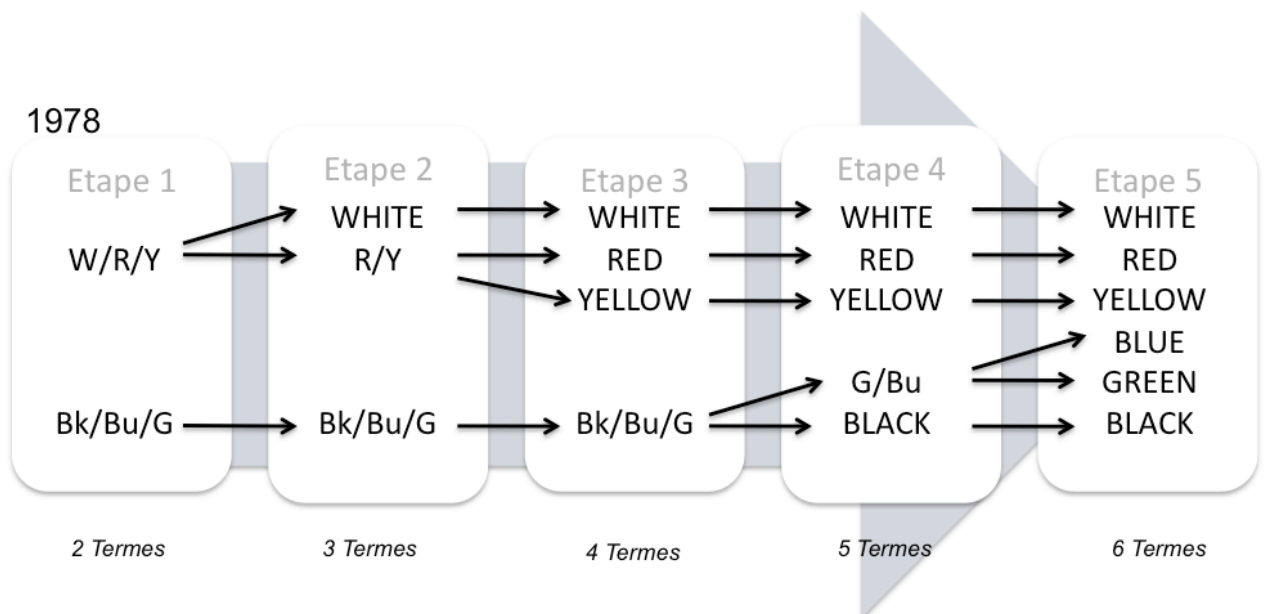 1978
Etape 1
W/R/Y
Bk/Bu/G
2 Termes
Etape 2
WHITE
R/Y
Bk/Bu/G
3 Termes
Etape 3
WHITE
RED
YELLOW
Bk/Bu/G
4 Termes
Etape 4
WHITE
RED
YELLOW
G/Bu
BLACK
5 Termes
Etape 5
WHITE
RED
YELLOW
BLUE
GREEN
BLACK
6 Termes